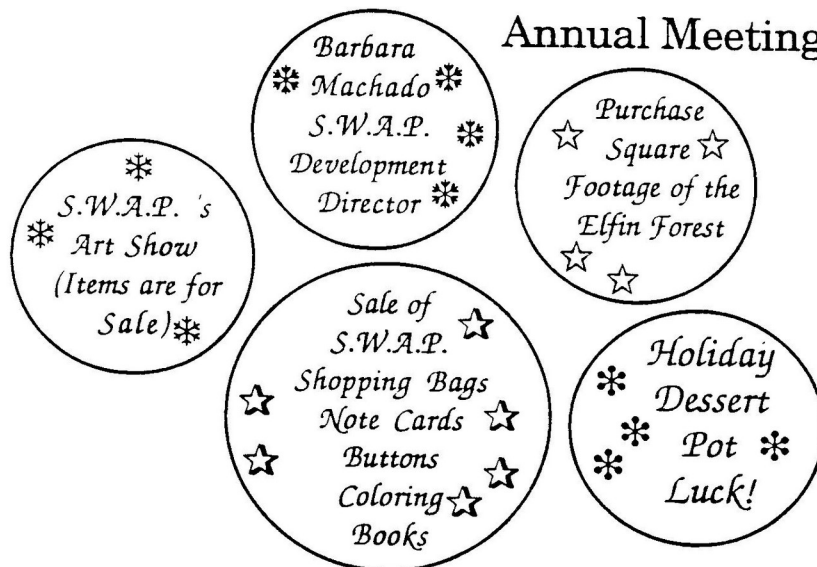 Annual Meeting
Barbara
Machado
S.W.A.P.
Development
Director
Purchase
Square
Footage of the
Elfin Forest
S.W.A.P. 's
Art Show
(Items are for
Sale)
Sale of
S.W.A.P.
Shopping Bags
Note Cards
Buttons
Coloring
Books
Holiday
Dessert
Pot
Luck!